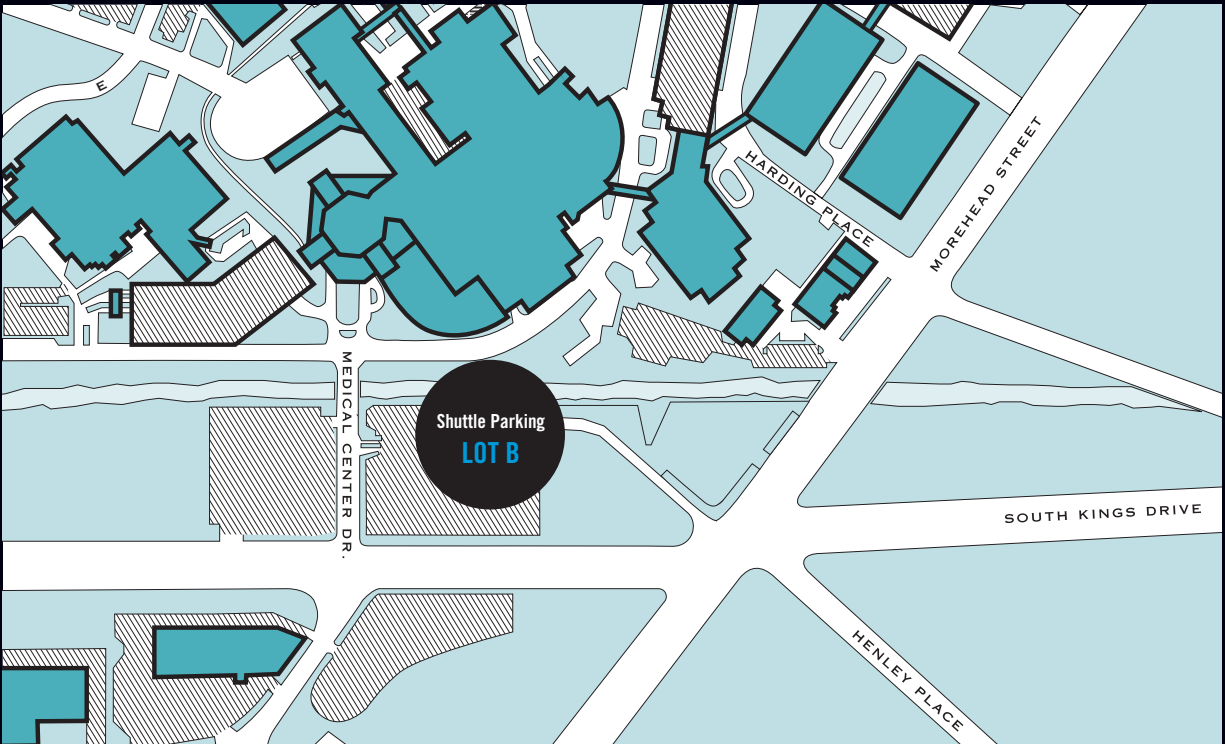 E
HARDING PLACE
MOREHEAD STREET
MEDICAL CENTER DR.
Shuttle Parking
LOT B
SOUTH KINGS DRIVE
HENLEY PLACE